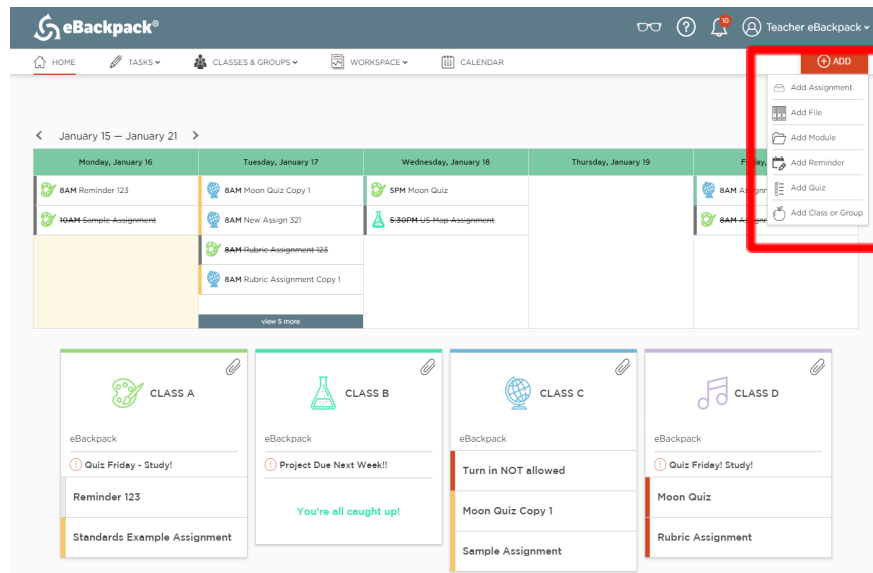 eBackpack®
10
Teacher eBackpack
HOME
TASKS
CLASSES & GROUPS
WORKSPACE
CALENDAR
ADD
Add Assignment
Add File
Add Module
Add Reminder
Add Quiz
Add Class or Group
January 15 — January 21
Monday, January 16
Tuesday, January 17
Wednesday, January 18
Thursday, January 19
8AM Reminder 123
8AM Moon Quiz Copy 1
5PM Moon Quiz
8AM
10AM Sample Assignment
8AM New Assign 321
5:30PM US Map Assignment
8AM
8AM Rubric Assignment 123
8AM Rubric Assignment Copy 1
view 5 more
CLASS A
eBackpack
Quiz Friday - Study!
Reminder 123
Standards Example Assignment
CLASS B
eBackpack
Project Due Next Week!!
You're all caught up!
CLASS C
eBackpack
Turn in NOT allowed
Moon Quiz Copy 1
Sample Assignment
CLASS D
eBackpack
Quiz Friday! Study!
Moon Quiz
Rubric Assignment